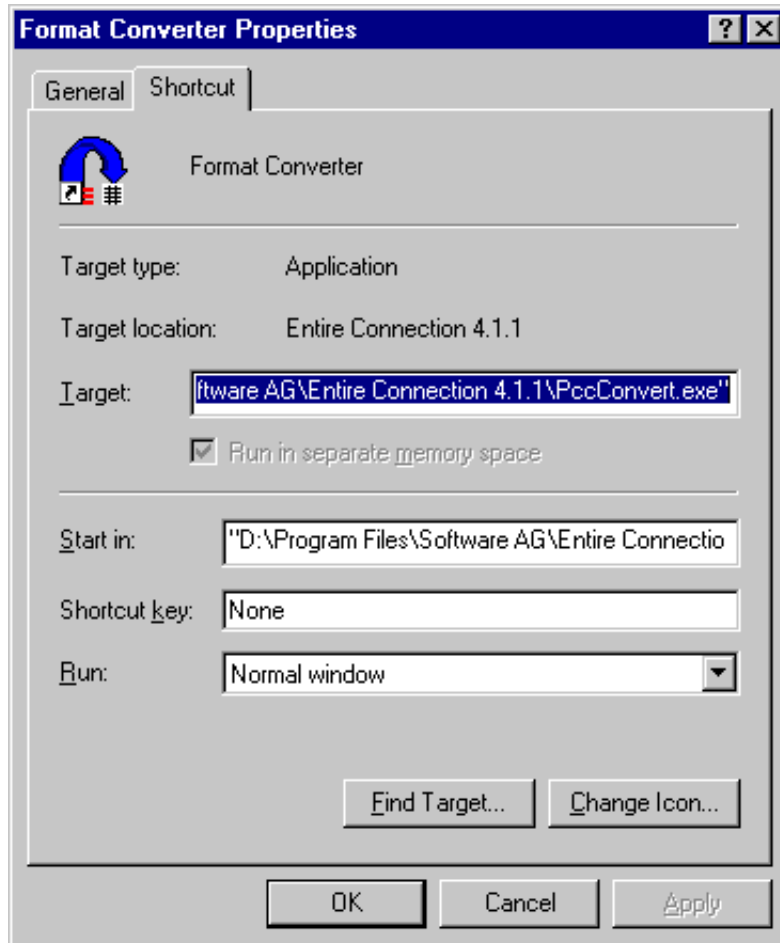 Format Converter Properties
General Shortcut
Format Converter
Target type: Application
Target location: Entire Connection 4.1.1
Target: ftware AG\Entire Connection 4.1.1\PccConvert.exe"
Run in separate memory space
Start in: "D:\Program Files\Software AG\Entire Connectio
Shortcut key: None
Run: Normal window
Find Target... Change Icon...
OK Cancel Apply